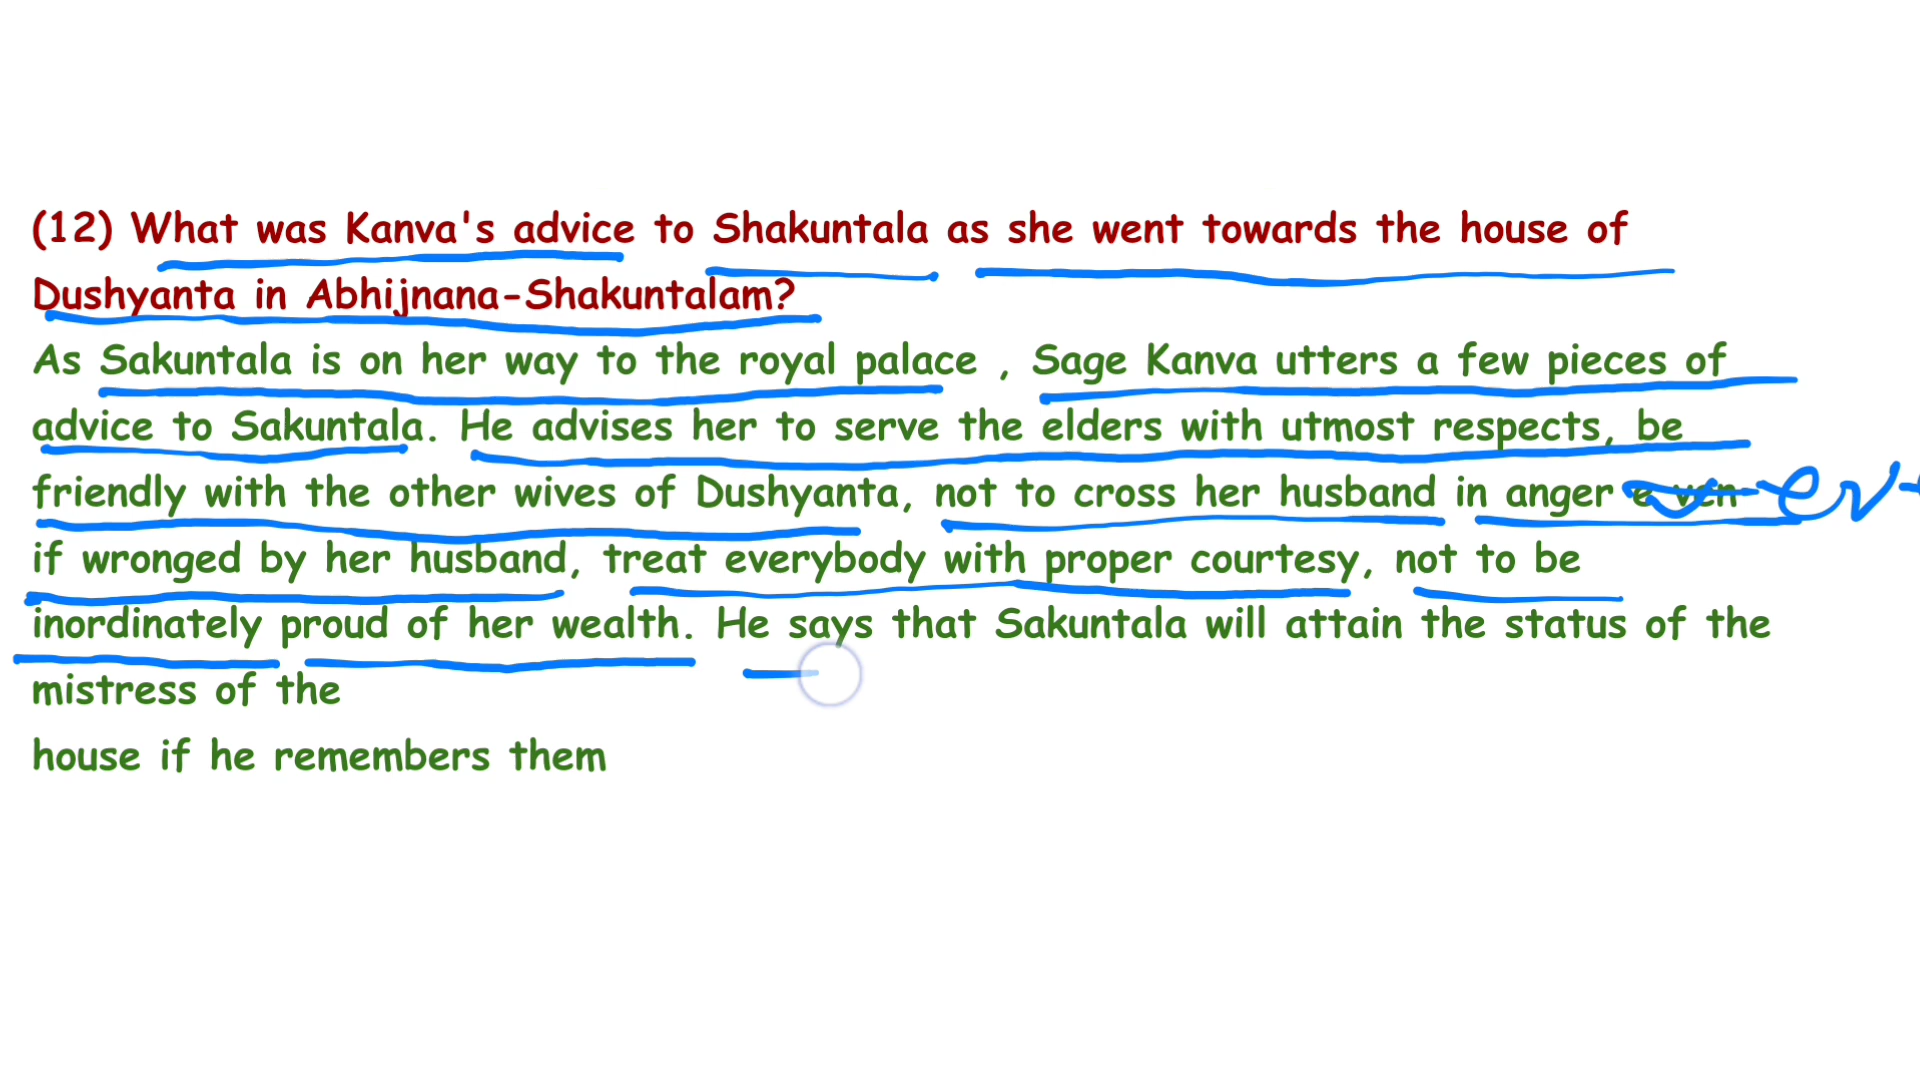 (12) What was Kanva's advice to Shakuntala as she went towards the house of
Dushyanta in Abhijnana-Shakuntalam?
As Sakuntala is on her way to the royal palace , Sage Kanva utters a few pieces of
advice to Sakuntala. He advises her to serve the elders with utmost respects, be
friendly with the other wives of Dushyanta, not to cross her husband in anger e ven
if wronged by her husband, treat everybody with proper courtesy, not to be
inordinately proud of her wealth. He says that Sakuntala will attain the status of the
mistress of the
house if he remembers them